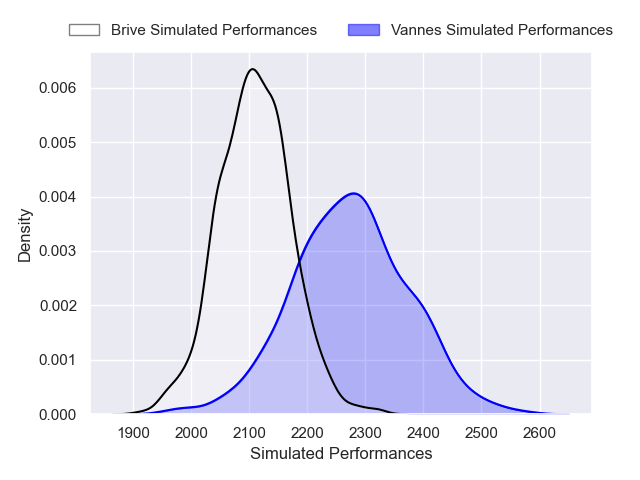 Brive Simulated Performances
Vannes Simulated Performances
0.006
0.005
0.004
0.003
0.002
0.001
0.000
Density
1900 2000 2100 2200 2300 2400 2500 2600
Simulated Performances